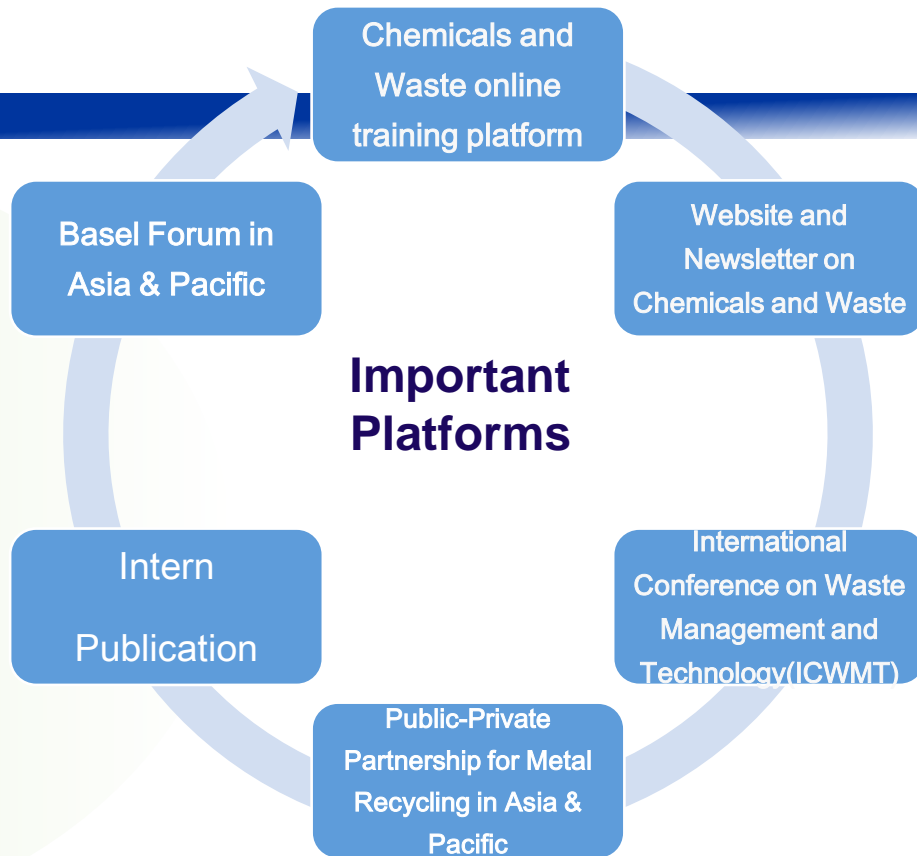 Chemicals and
Waste online
training platform
Website and
Newsletter on
Chemicals and Waste
International
Conference on Waste
Management and
Technology(ICWMT)
Public-Private
Partnership for Metal
Recycling in Asia &
Pacific
Intern
Publication
Basel Forum in
Asia & Pacific
Important
Platforms